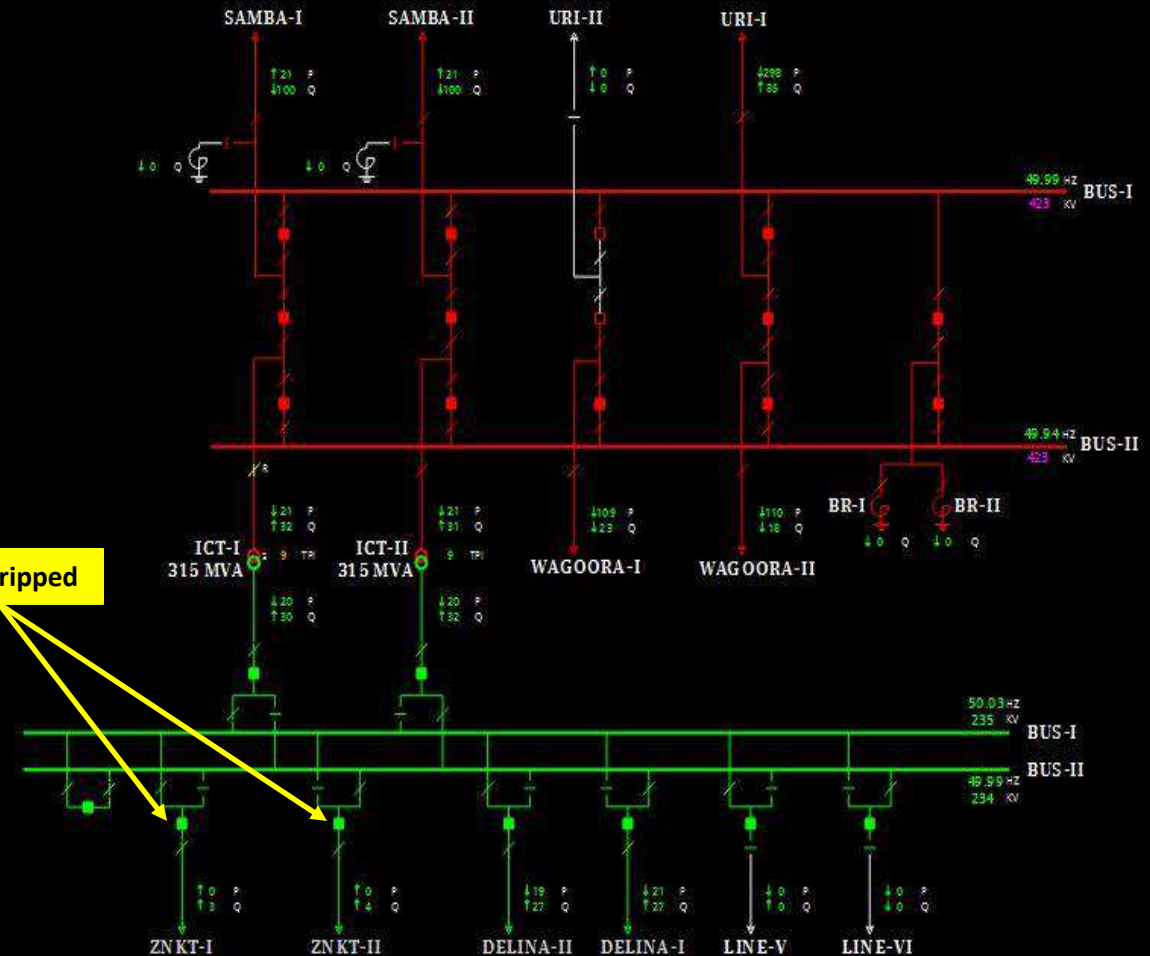 SAMBA-I SAMBA-II URI-II URI-I
↑21 P ↑21 P ↑0 P ↓298 P
↓100 Q ↓100 Q ↓0 Q ↑85 Q
↓0 Q ↓0 Q
49.99 HZ
BUS-I
423 KV
49.94 HZ
BUS-II
423 KV
R
↓21 P ↓21 P ↓109 P ↓110 P
↑32 Q ↑31 Q ↓23 Q ↓18 Q
BR-I BR-II
↓0 Q ↓0 Q
ICT-I 9 TPI ICT-II 9 TPI
315 MVA 315 MVA
WAGOORA-I WAGOORA-II
ripped
↓20 P ↓20 P
↑30 Q ↑32 Q
50.03 HZ
235 KV
BUS-I
BUS-II
49.99 HZ
234 KV
↑0 P ↑0 P ↓19 P ↓21 P ↓0 P ↓0 P
↑3 Q ↑4 Q ↑27 Q ↑27 Q ↑0 Q ↓0 Q
ZNKT-I ZNKT-II DELINA-II DELINA-I LINE-V LINE-VI